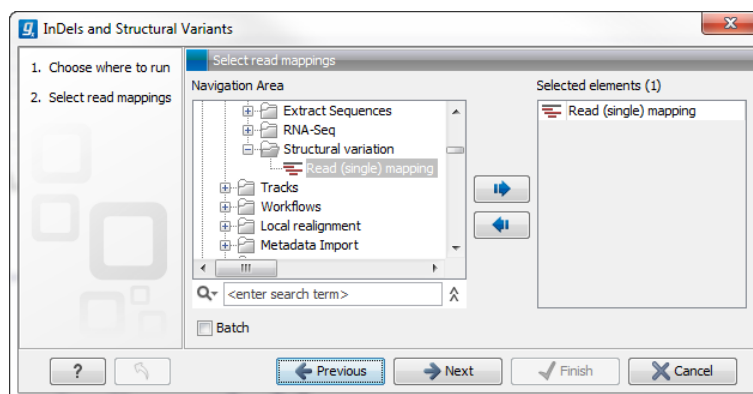 InDels and Structural Variants
1. Choose where to run
2. Select read mappings
Select read mappings
Navigation Area
Extract Sequences
RNA-Seq
Structural variation
Read (single) mapping
Tracks
Workflows
Local realignment
Metadata Import
<enter search term>
Batch
Selected elements (1)
Read (single) mapping
?
Previous
Next
Finish
Cancel